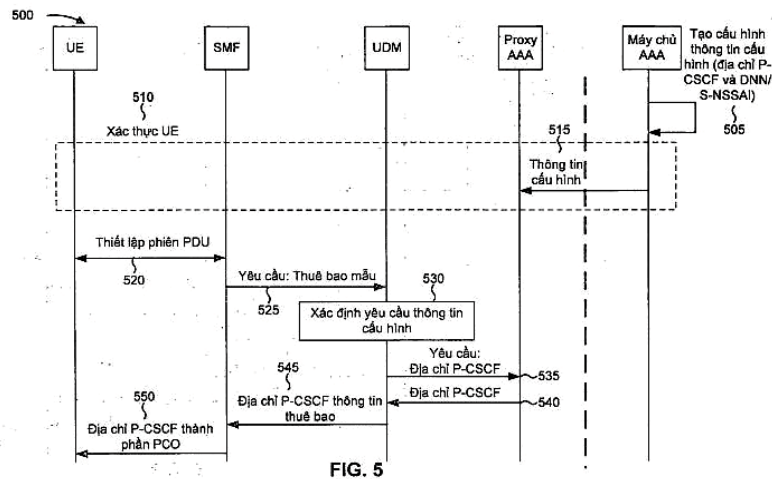 500
UE
SMF
UDM
Proxy
AAA
Máy chủ
AAA
Tạo cấu hình
thông tin cấu
hình (địa chỉ P-
CSCF và DNN/
S-NSSAI)
505
510
Xác thực UE
515
Thông tin
cấu hình
Thiết lập phiên PDU
520
Yêu cầu: Thuê bao mẫu
525
530
Xác định yêu cầu thông tin
cấu hình
Yêu cầu:
Địa chỉ P-CSCF
535
Địa chỉ P-CSCF
540
545
Địa chỉ P-CSCF thông tin
thuê bao
550
Địa chỉ P-CSCF thành
phần PCO
FIG. 5